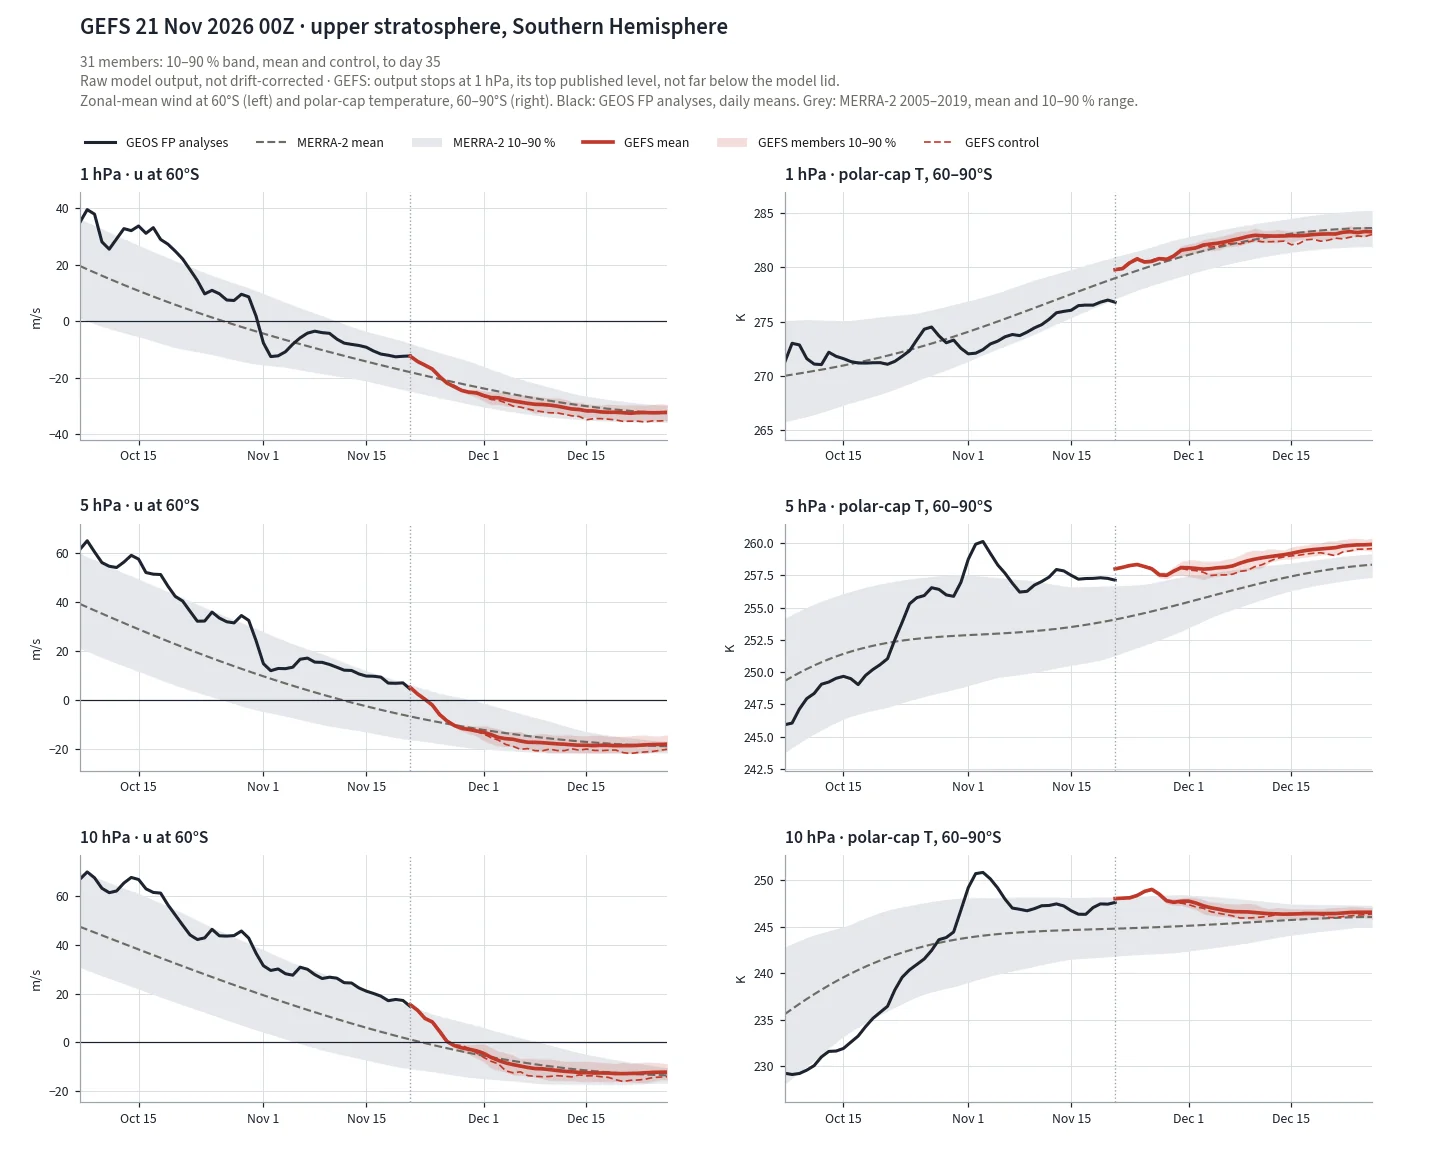 GEFS 21 Nov 2026 00Z · upper stratosphere, Southern Hemisphere
31 members: 10–90 % band, mean and control, to day 35
Raw model output, not drift-corrected · GEFS: output stops at 1 hPa, its top published level, not far below the model lid.
Zonal-mean wind at 60°S (left) and polar-cap temperature, 60–90°S (right). Black: GEOS FP analyses, daily means. Grey: MERRA-2 2005–2019, mean and 10–90 % range.
GEOS FP analyses MERRA-2 mean MERRA-2 10–90 % GEFS mean GEFS members 10–90 % GEFS control
1 hPa · u at 60°S
40
20
0
−20
−40
m/s
Oct 15 Nov 1 Nov 15 Dec 1 Dec 15
1 hPa · polar-cap T, 60–90°S
285
280
275
270
265
K
Oct 15 Nov 1 Nov 15 Dec 1 Dec 15
5 hPa · u at 60°S
60
40
20
0
−20
m/s
Oct 15 Nov 1 Nov 15 Dec 1 Dec 15
5 hPa · polar-cap T, 60–90°S
260.0
257.5
255.0
252.5
250.0
247.5
245.0
242.5
K
Oct 15 Nov 1 Nov 15 Dec 1 Dec 15
10 hPa · u at 60°S
60
40
20
0
−20
m/s
Oct 15 Nov 1 Nov 15 Dec 1 Dec 15
10 hPa · polar-cap T, 60–90°S
250
245
240
235
230
K
Oct 15 Nov 1 Nov 15 Dec 1 Dec 15